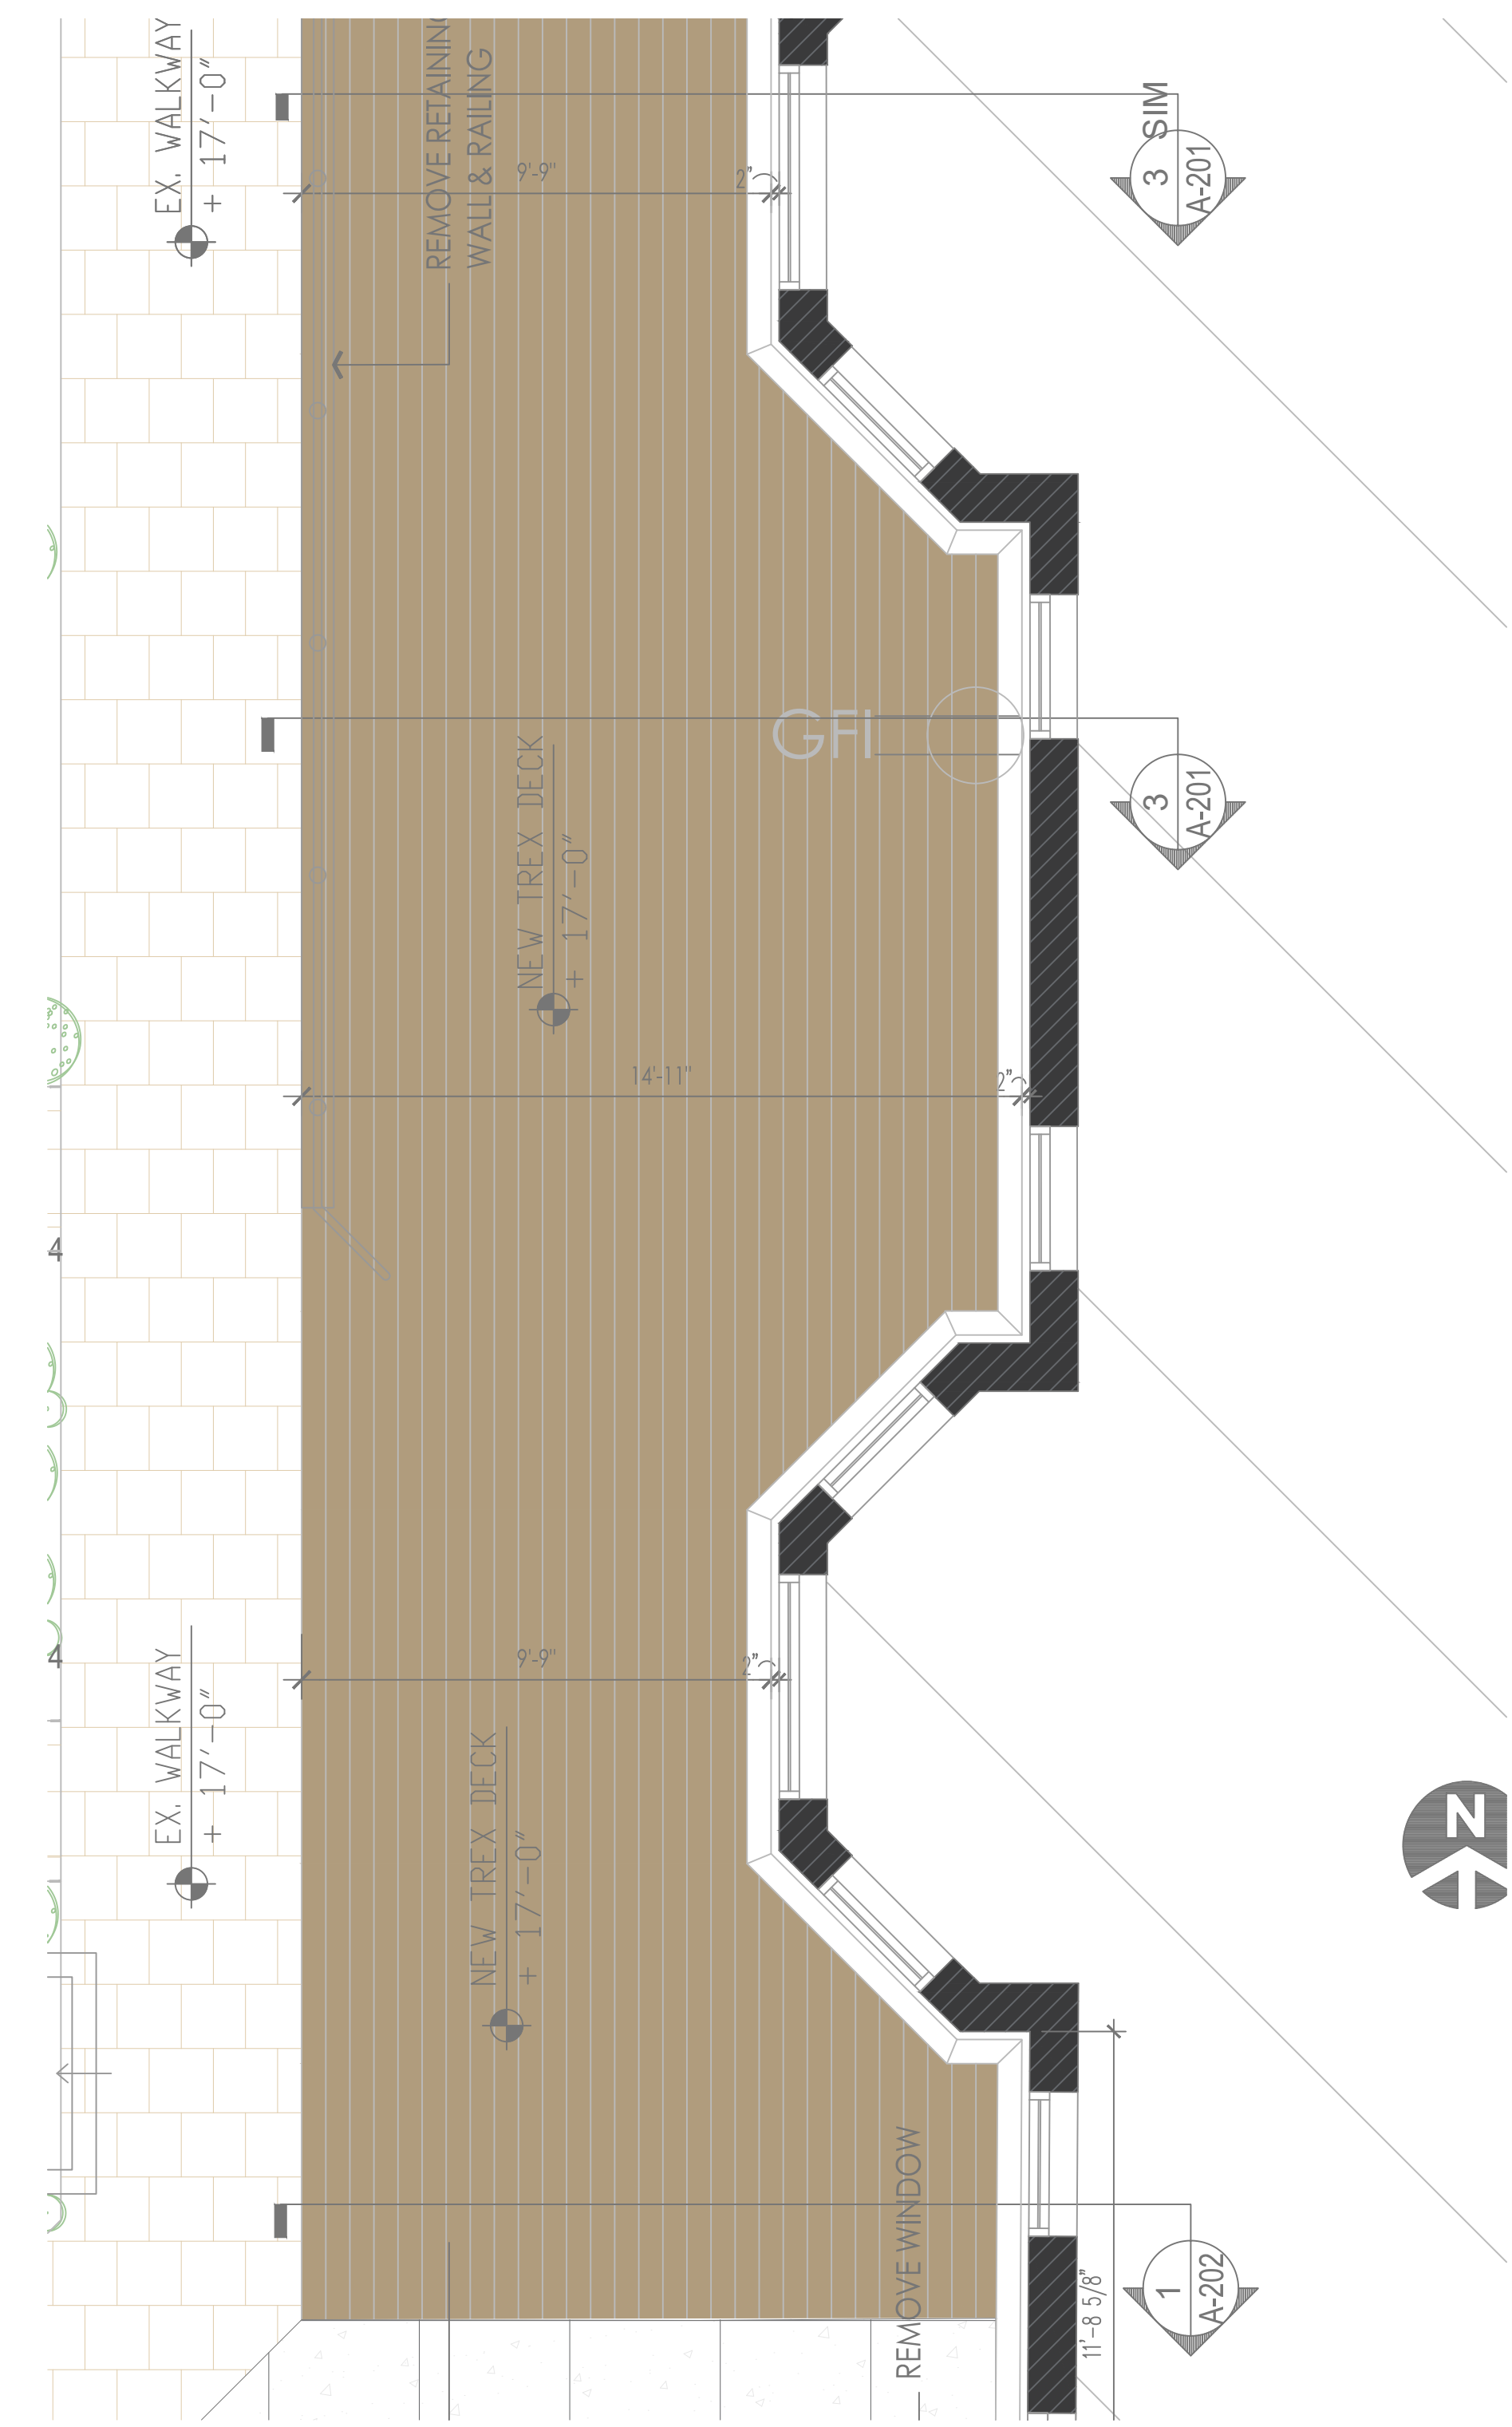 EX. WALKWAY
+ 17'-0"
REMOVE RETAINING
WALL & RAILING
9'-9"
2"
SIM
3
A-201
GFI
3
A-201
NEW TREX DECK
+ 17'-0"
14'-11"
2"
4
4
EX. WALKWAY
+ 17'-0"
9'-9"
2"
NEW TREX DECK
+ 17'-0"
N
REMOVE WINDOW
11'-8 5/8"
1
A-202